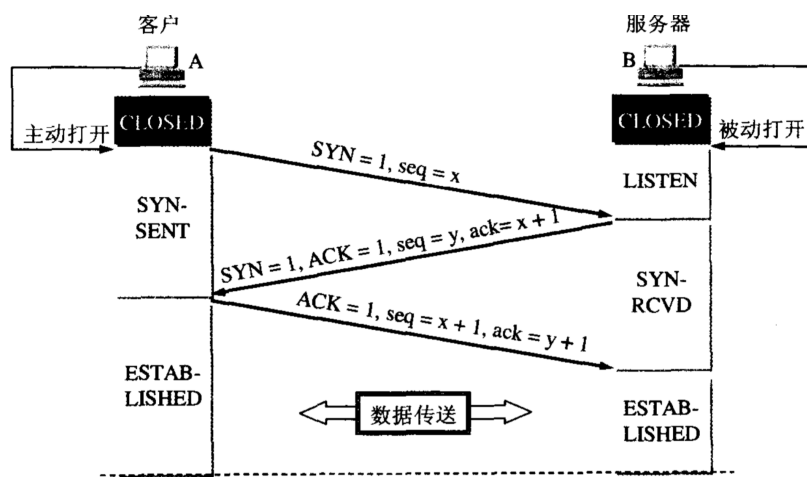 客户
服务器
A
B
CLOSED
CLOSED
主动打开
被动打开
SYN = 1, seq = x
LISTEN
SYN-
SENT
SYN = 1, ACK = 1, seq = y, ack= x + 1
SYN-
RCVD
ACK = 1, seq = x + 1, ack = y + 1
ESTAB-
LISHED
数据传送
ESTAB-
LISHED